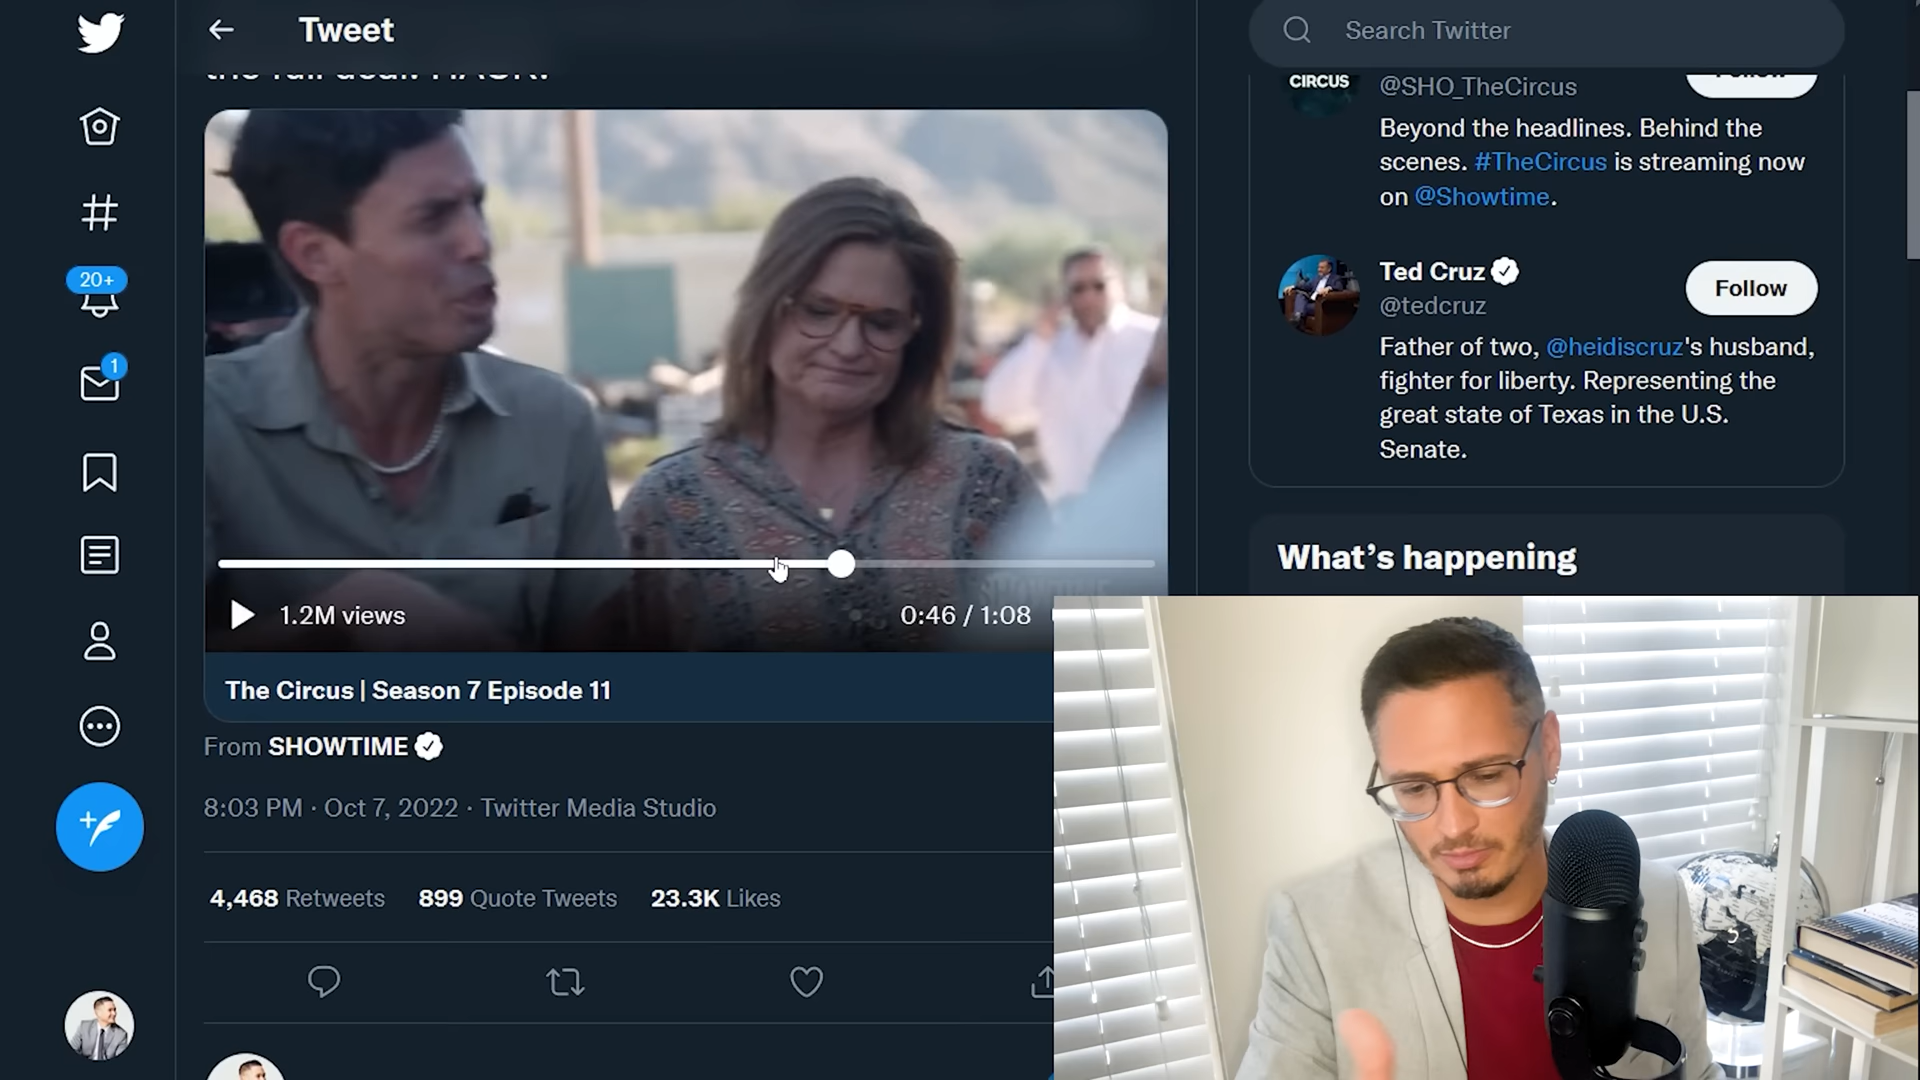 Tweet
Search Twitter
CIRCUS
@SHO_TheCircus
Follow
Beyond the headlines. Behind the
scenes. #TheCircus is streaming now
on @Showtime.
Ted Cruz
@tedcruz
Follow
Father of two, @heidiscruz's husband,
fighter for liberty. Representing the
great state of Texas in the U.S.
Senate.
What's happening
20+
1
1.2M views
0:46 / 1:08
The Circus | Season 7 Episode 11
From SHOWTIME
8:03 PM · Oct 7, 2022 · Twitter Media Studio
4,468 Retweets 899 Quote Tweets 23.3K Likes